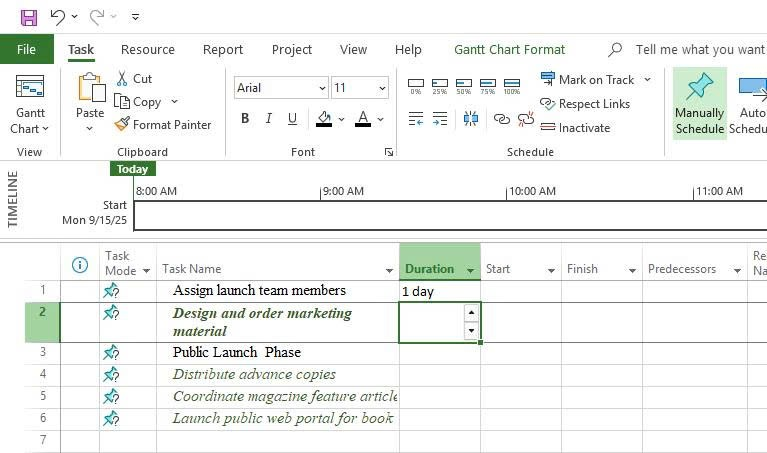 File Task Resource Report Project View Help Gantt Chart Format Tell me what you want
Gantt
Chart
View
Paste
Cut
Copy
Format Painter
Clipboard
Arial 11
B I U A
Font
0% 25% 50% 75% 100%
Mark on Track
Respect Links
Inactivate
Schedule
Manually
Schedule
Auto
Schedu
TIMELINE
Today
8:00 AM 9:00 AM 10:00 AM 11:00 AM
Start
Mon 9/15/25
Task
Mode
Task Name Duration Start Finish Predecessors
Re
Na
1 Assign launch team members 1 day
2 Design and order marketing
material
3 Public Launch Phase
4 Distribute advance copies
5 Coordinate magazine feature article
6 Launch public web portal for book
7